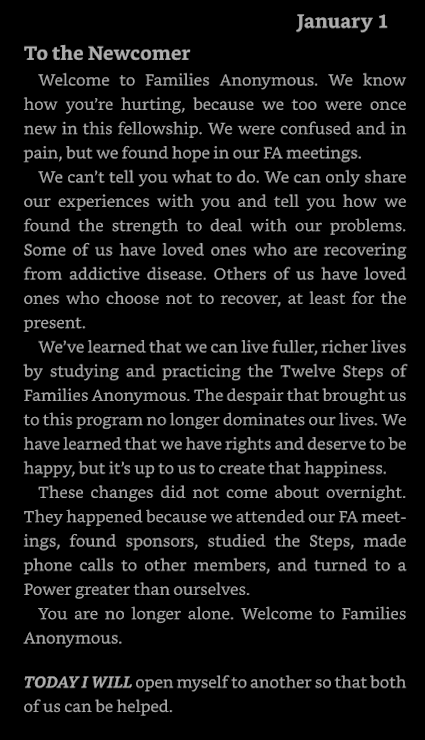 January 1
To the Newcomer
Welcome to Families Anonymous. We know
how you’re hurting, because we too were once
new in this fellowship. We were confused and in
pain, but we found hope in our FA meetings.
We can’t tell you what to do. We can only share
our experiences with you and tell you how we
found the strength to deal with our problems.
Some of us have loved ones who are recovering
from addictive disease. Others of us have loved
ones who choose not to recover, at least for the
present.
We’ve learned that we can live fuller, richer lives
by studying and practicing the Twelve Steps of
Families Anonymous. The despair that brought us
to this program no longer dominates our lives. We
have learned that we have rights and deserve to be
happy, but it’s up to us to create that happiness.
These changes did not come about overnight.
They happened because we attended our FA meet-
ings, found sponsors, studied the Steps, made
phone calls to other members, and turned to a
Power greater than ourselves.
You are no longer alone. Welcome to Families
Anonymous.
TODAY I WILL open myself to another so that both
of us can be helped.